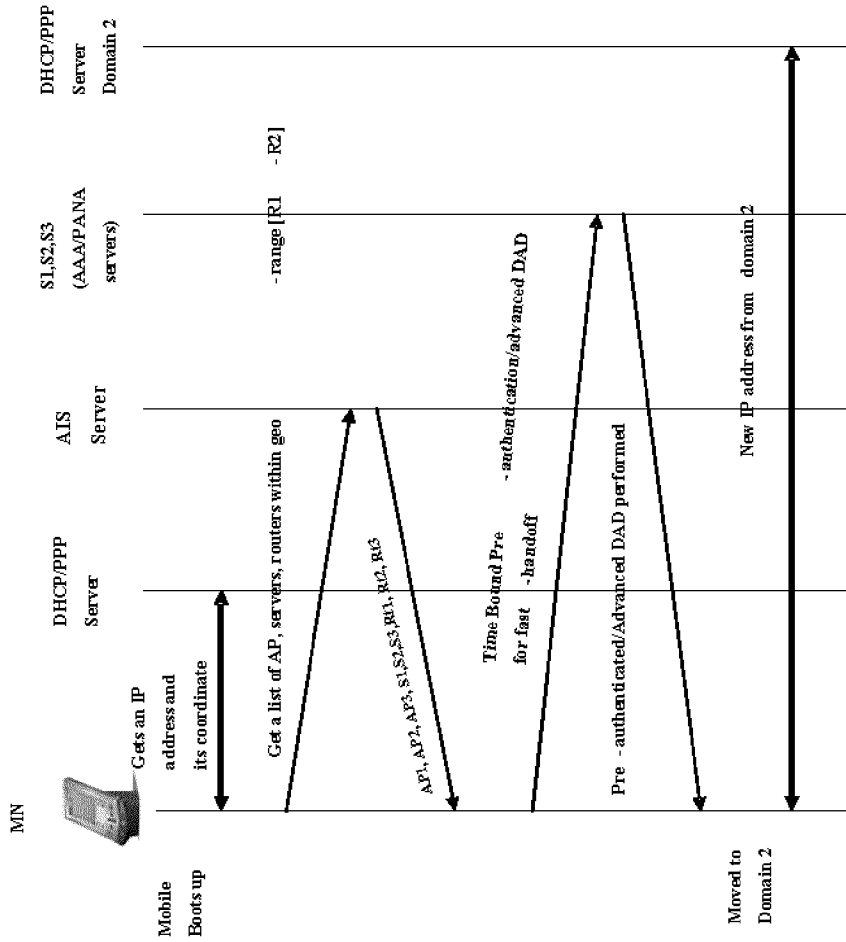 MN
DHCP/PPP
Server
AIS
Server
S1,S2,S3
(AAA/PANA
servers)
DHCP/PPP
Server
Domain 2
Mobile
Boots up
Gets an IP
address and
its coordinate
Get a list of AP, servers, routers within geo -range [R1 -R2]
AP1, AP2, AP3, S1,S2,S3,Rt1, Rt2, Rt3
Time Bound Pre -authentication/advanced DAD
for fast -handoff
Pre -authenticated/Advanced DAD performed
Moved to
Domain 2
New IP address from domain 2